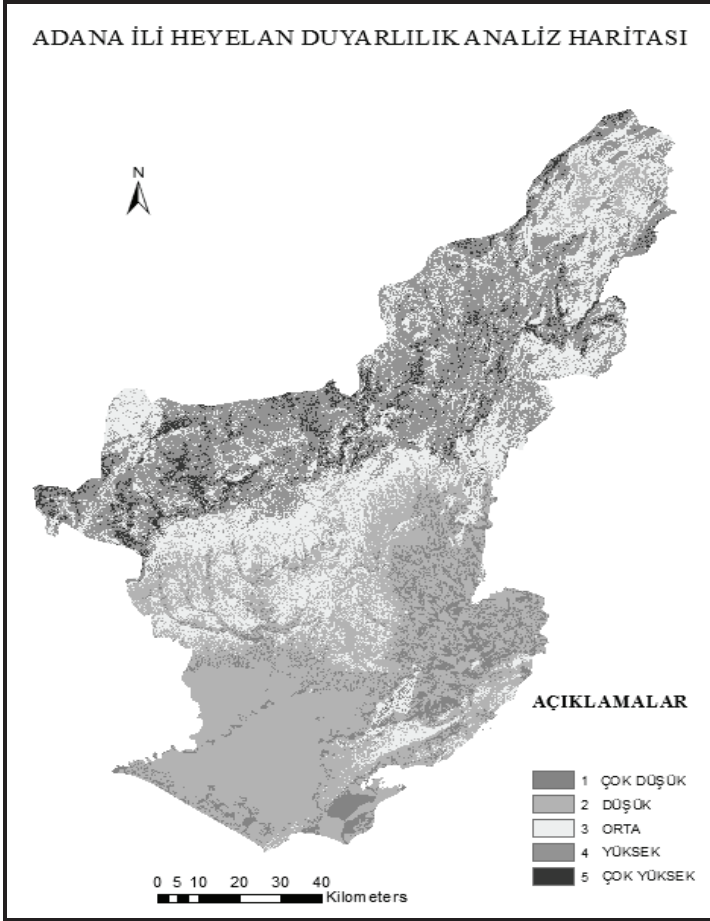 ADANA İLİ HEYELAN DUYARLILIK ANALİZ HARİTASI
N
AÇIKLAMALAR
1 ÇOK DÜŞÜK
2 DÜŞÜK
3 ORTA
4 YÜKSEK
5 ÇOK YÜKSEK
0 5 10 20 30 40
Kilometers